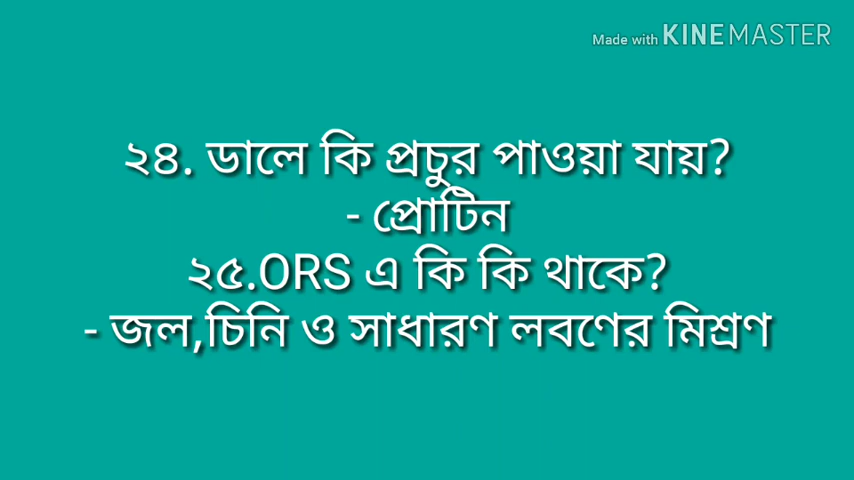 Made with KINEMASTER
২৪. ডালে কি প্রচুর পাওয়া যায়?
- প্রোটিন
২৫.ORS এ কি কি থাকে?
- জল,চিনি ও সাধারণ লবণের মিশ্রণ